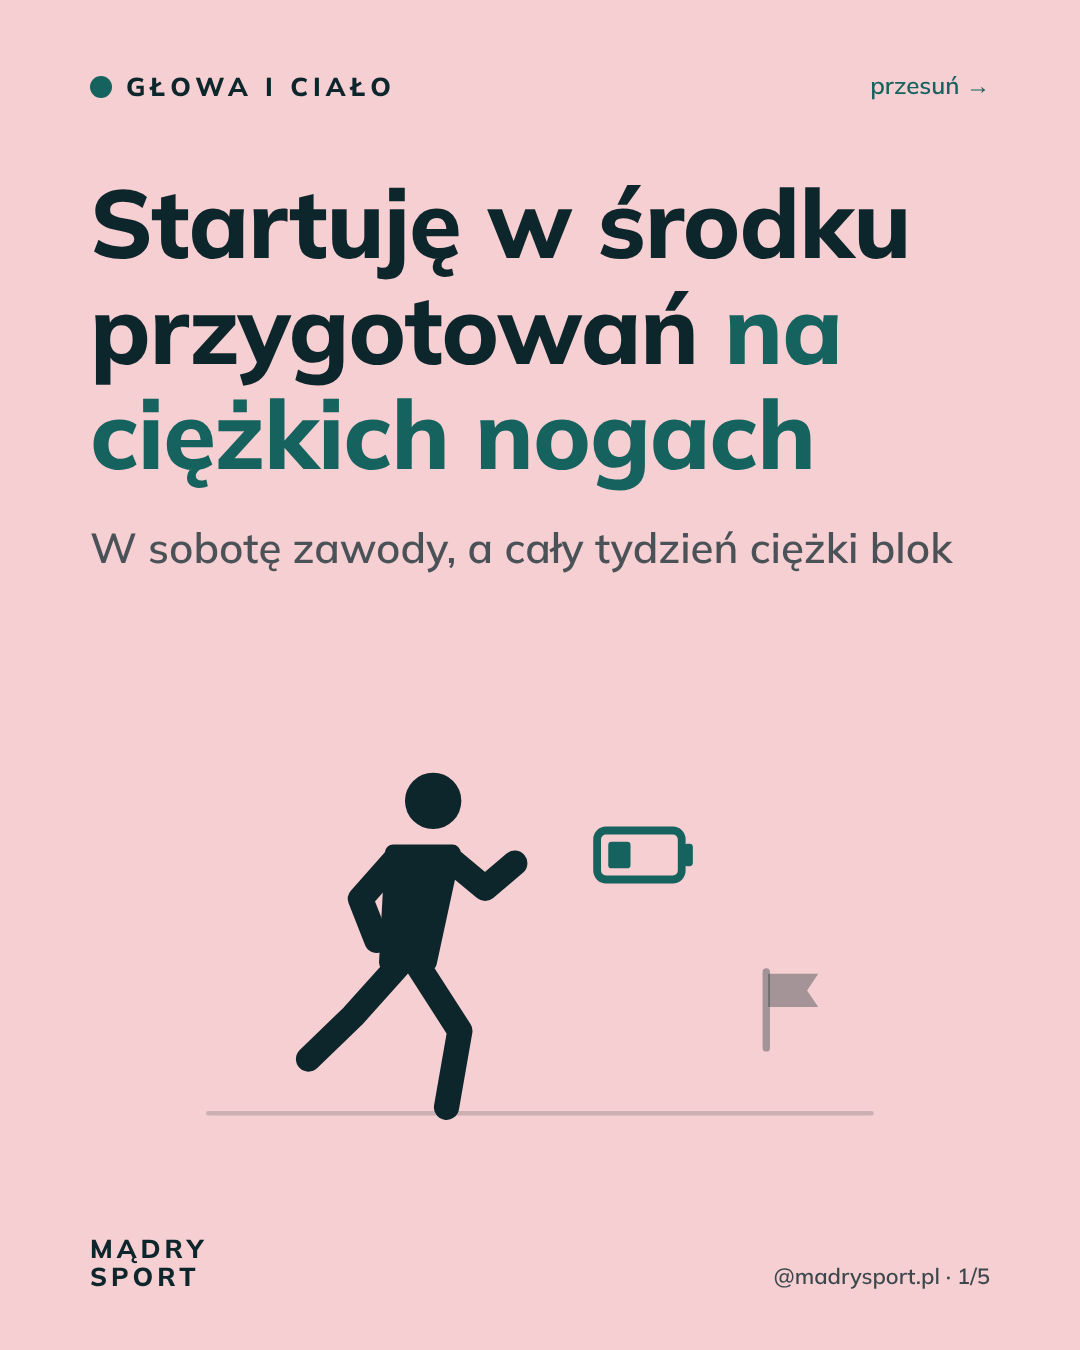 GŁOWA I CIAŁO
przesuń →
Startuję w środku
przygotowań na
ciężkich nogach
W sobotę zawody, a cały tydzień ciężki blok
MĄDRY
SPORT
@madrysport.pl · 1/5